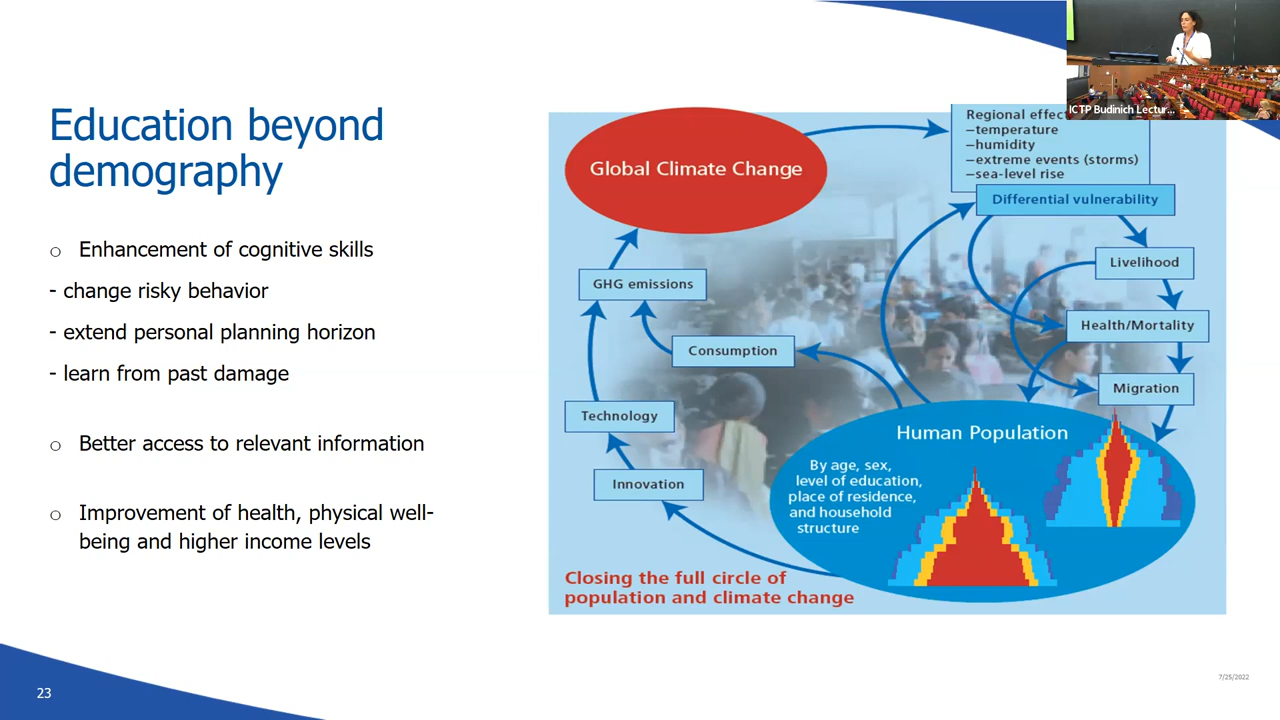 Education beyond
demography
o Enhancement of cognitive skills
- change risky behavior
- extend personal planning horizon
- learn from past damage
o Better access to relevant information
o Improvement of health, physical well-
being and higher income levels
23
Global Climate Change
Regional
–temperature
–humidity
–extreme events (storms)
–sea-level rise
Differential vulnerability
Livelihood
GHG emissions
Health/Mortality
Consumption
Migration
Technology
Human Population
By age, sex,
level of education,
place of residence,
and household
structure
Innovation
Closing the full circle of
population and climate change
7/25/2022
ICTP Budinich Lectur...